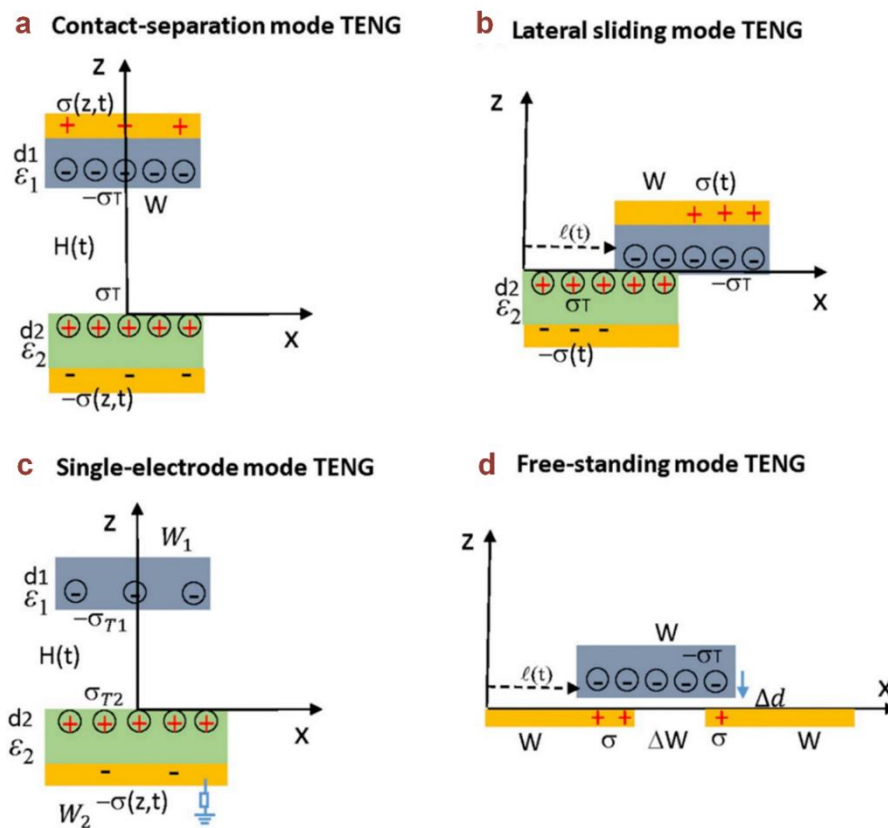 a Contact-separation mode TENG
Z
σ(z,t)
+ + +
d1
ε₁
- - - - -
−σT
W
H(t)
σT
d2
ε₂
+ + + + +
X
- - -
−σ(z,t)
b Lateral sliding mode TENG
Z
W σ(t)
+ + +
ℓ(t)
- - - - -
−σT
d2
ε₂
+ + + + +
σT
X
- - -
−σ(t)
c Single-electrode mode TENG
Z
W₁
d1
ε₁
- - -
−σT1
H(t)
σT2
d2
ε₂
+ + + + +
X
- -
W₂ −σ(z,t)
d Free-standing mode TENG
Z
W
−σT
ℓ(t)
- - - - -
X
Δd
+ + +
W σ ΔW σ W